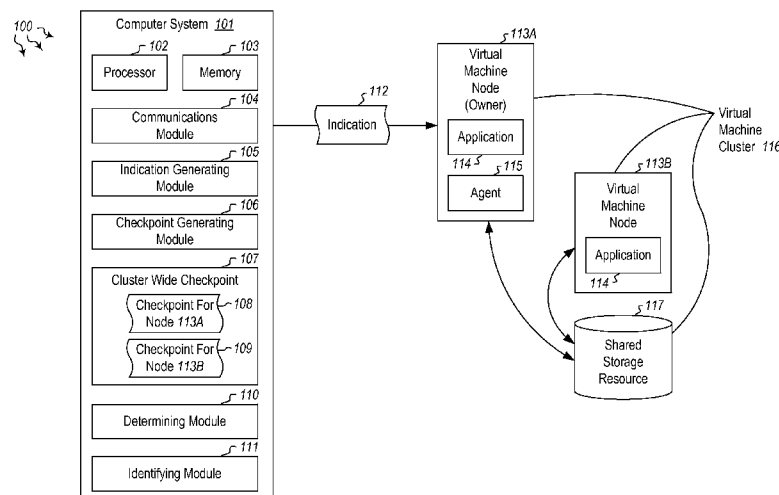 100
Computer System 101
102
Processor
103
Memory
104
Communications
Module
105
Indication Generating
Module
106
Checkpoint Generating
Module
107
Cluster Wide Checkpoint
Checkpoint For
Node 113A
108
Checkpoint For
Node 113B
109
110
Determining Module
111
Identifying Module
112
Indication
113A
Virtual
Machine
Node
(Owner)
Application
114
115
Agent
Virtual
Machine
Cluster 116
113B
Virtual
Machine
Node
Application
114
117
Shared
Storage
Resource